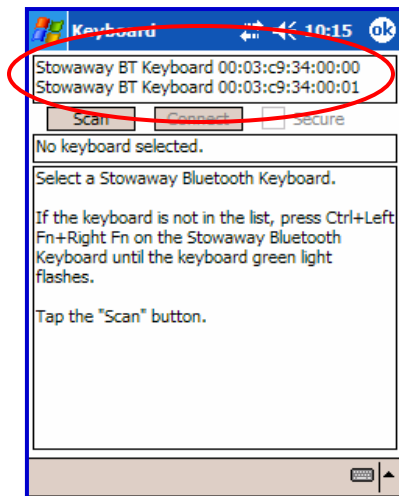 Keyboard 10:15 ok
Stowaway BT Keyboard 00:03:c9:34:00:00
Stowaway BT Keyboard 00:03:c9:34:00:01
Scan Connect Secure
No keyboard selected.
Select a Stowaway Bluetooth Keyboard.
If the keyboard is not in the list, press Ctrl+Left
Fn+Right Fn on the Stowaway Bluetooth
Keyboard until the keyboard green light
flashes.
Tap the "Scan" button.